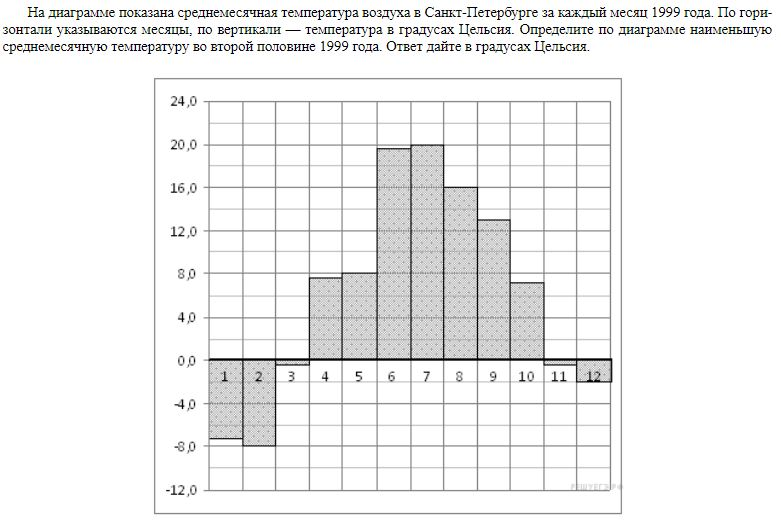 На диаграмме показана среднемесячная температура воздуха в Санкт-Петербурге за каждый месяц 1999 года. По гори-
зонтали указываются месяцы, по вертикали — температура в градусах Цельсия. Определите по диаграмме наименьшую
среднемесячную температуру во второй половине 1999 года. Ответ дайте в градусах Цельсия.
24,0
20,0
16,0
12,0
8,0
4,0
0,0
1 2 3 4 5 6 7 8 9 10 11 12
-4,0
-8,0
-12,0
РЕШУЕГЭ.РФ